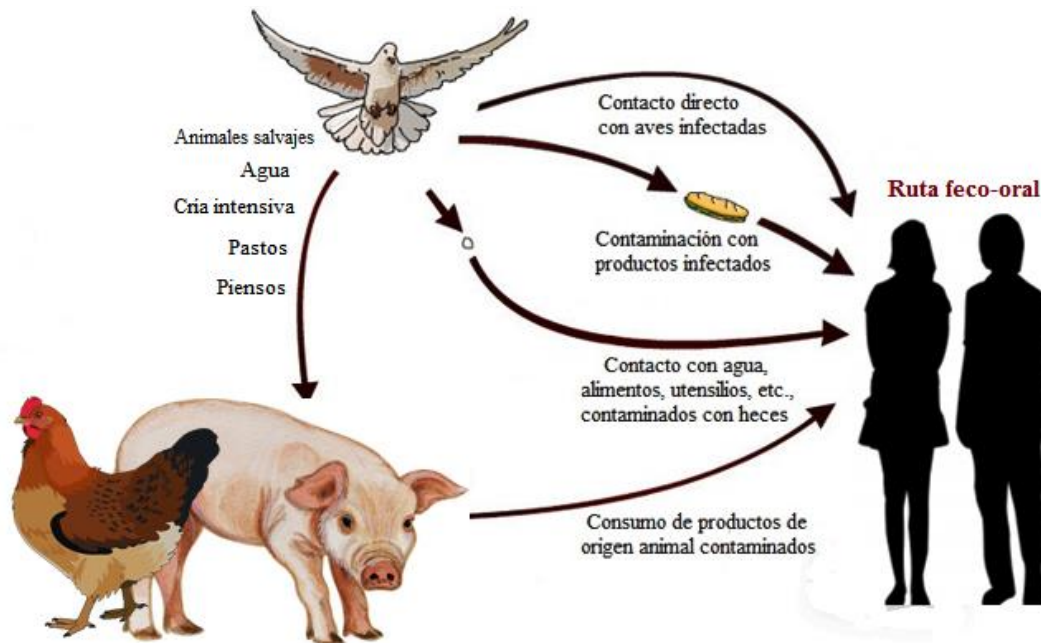 Contacto directo
con aves infectadas
Animales salvajes
Agua
Cria intensiva
Pastos
Piensos
Ruta feco-oral
Contaminación con
productos infectados
Contacto con agua,
alimentos, utensilios, etc.,
contaminados con heces
Consumo de productos de
origen animal contaminados